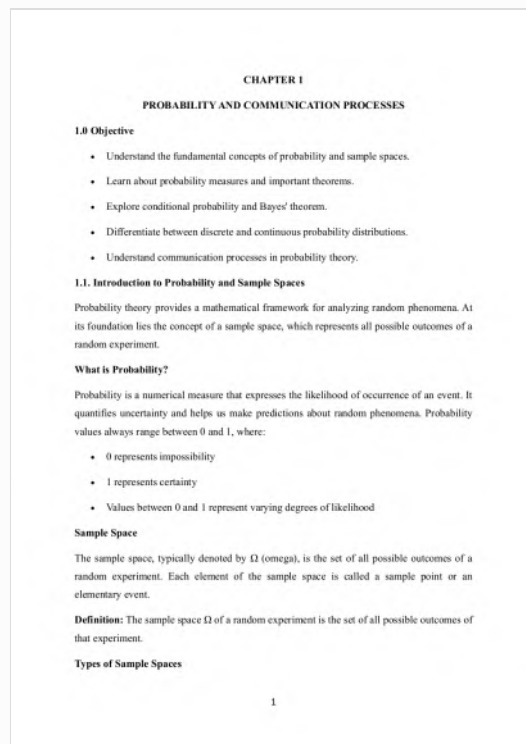 CHAPTER I
PROBABILITY AND COMMUNICATION PROCESSES
1.0 Objective
• Understand the fundamental concepts of probability and sample spaces.
• Learn about probability measures and important theorems.
• Explore conditional probability and Bayes' theorem.
• Differentiate between discrete and continuous probability distributions.
• Understand communication processes in probability theory.
1.1. Introduction to Probability and Sample Spaces
Probability theory provides a mathematical framework for analyzing random phenomena. At
its foundation lies the concept of a sample space, which represents all possible outcomes of a
random experiment.
What is Probability?
Probability is a numerical measure that expresses the likelihood of occurrence of an event. It
quantifies uncertainty and helps us make predictions about random phenomena. Probability
values always range between 0 and 1, where:
• 0 represents impossibility
• 1 represents certainty
• Values between 0 and 1 represent varying degrees of likelihood
Sample Space
The sample space, typically denoted by Ω (omega), is the set of all possible outcomes of a
random experiment. Each element of the sample space is called a sample point or an
elementary event.
Definition: The sample space Ω of a random experiment is the set of all possible outcomes of
that experiment.
Types of Sample Spaces
1